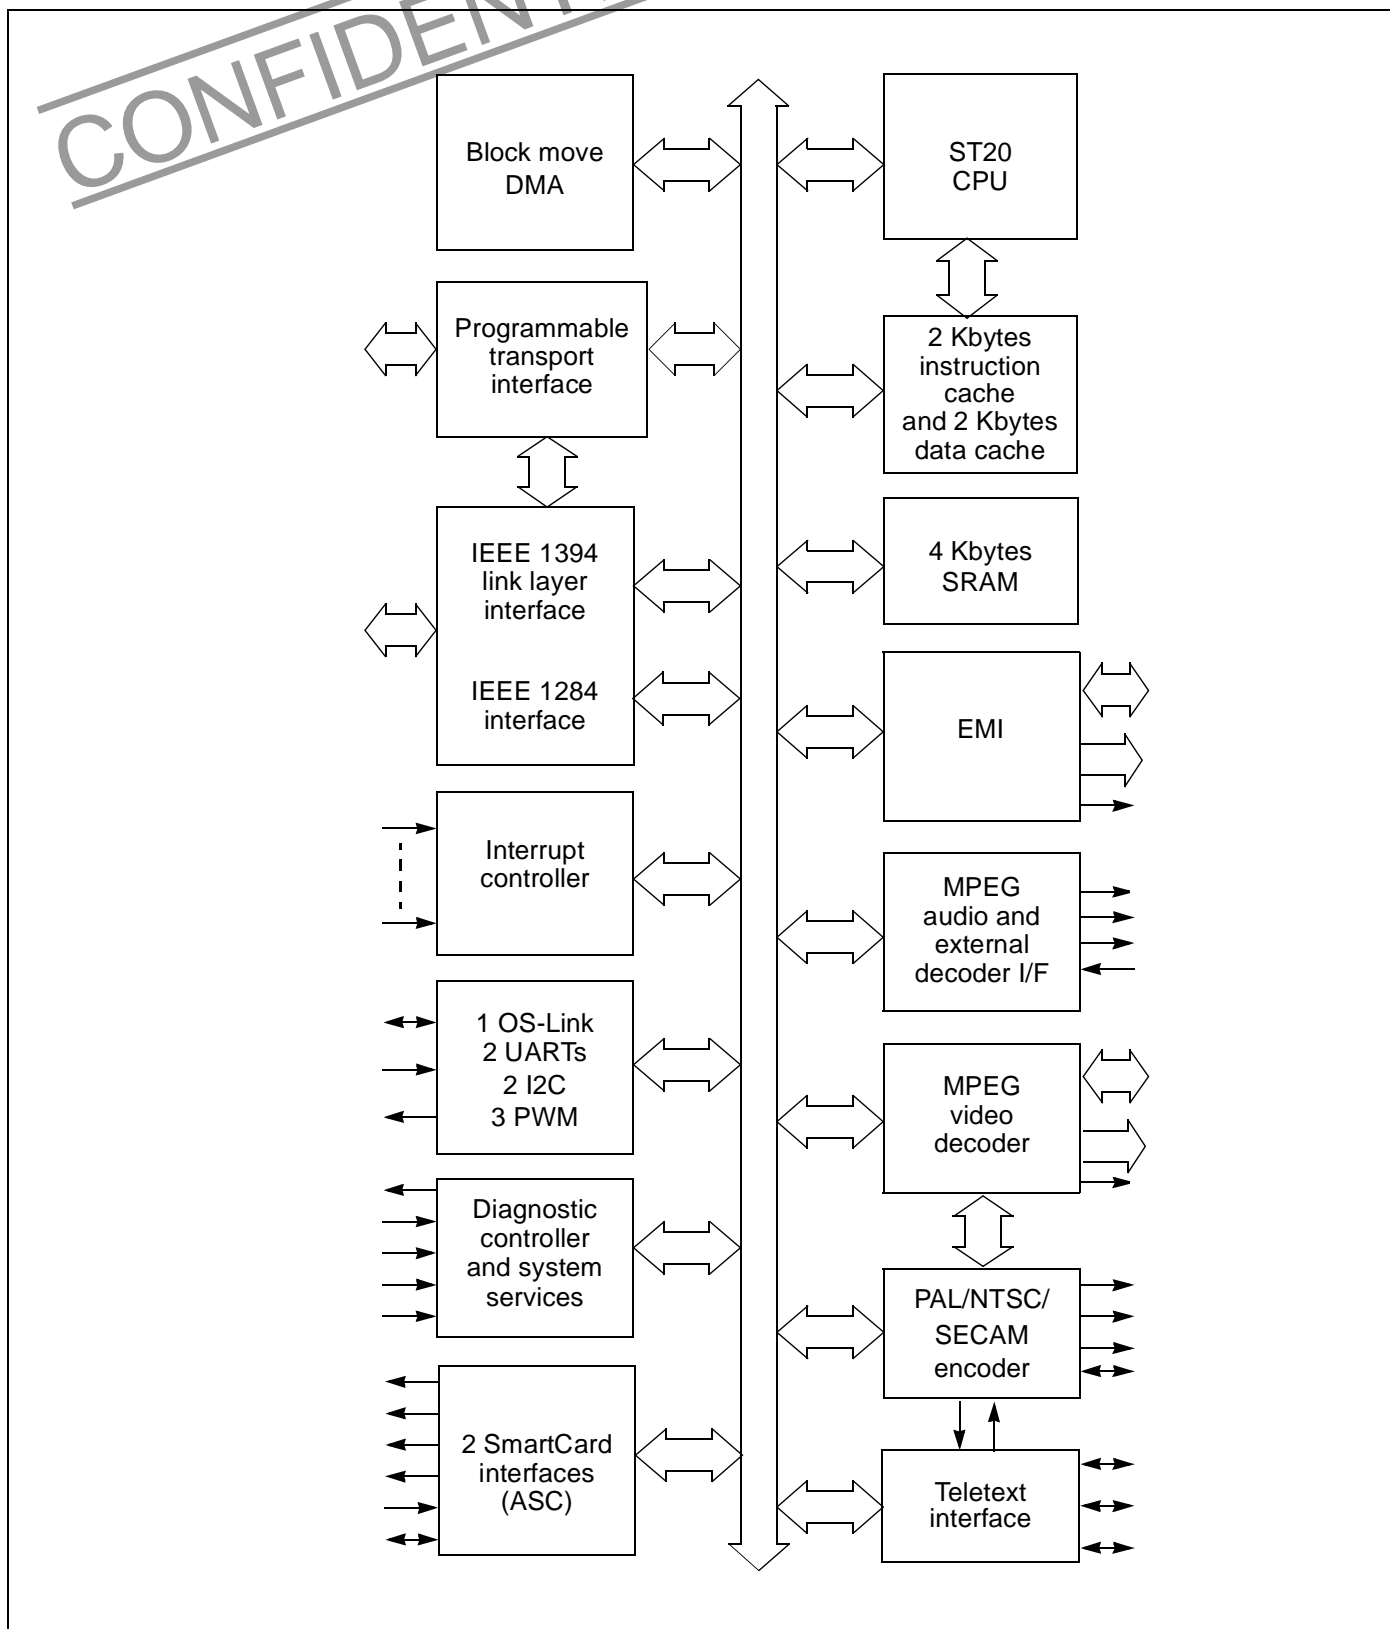 CONFIDENT
Block move
DMA
ST20
CPU
Programmable
transport
interface
2 Kbytes
instruction
cache
and 2 Kbytes
data cache
IEEE 1394
link layer
interface
4 Kbytes
SRAM
IEEE 1284
interface
EMI
Interrupt
controller
MPEG
audio and
external
decoder I/F
1 OS-Link
2 UARTs
2 I2C
3 PWM
MPEG
video
decoder
Diagnostic
controller
and system
services
PAL/NTSC/
SECAM
encoder
2 SmartCard
interfaces
(ASC)
Teletext
interface